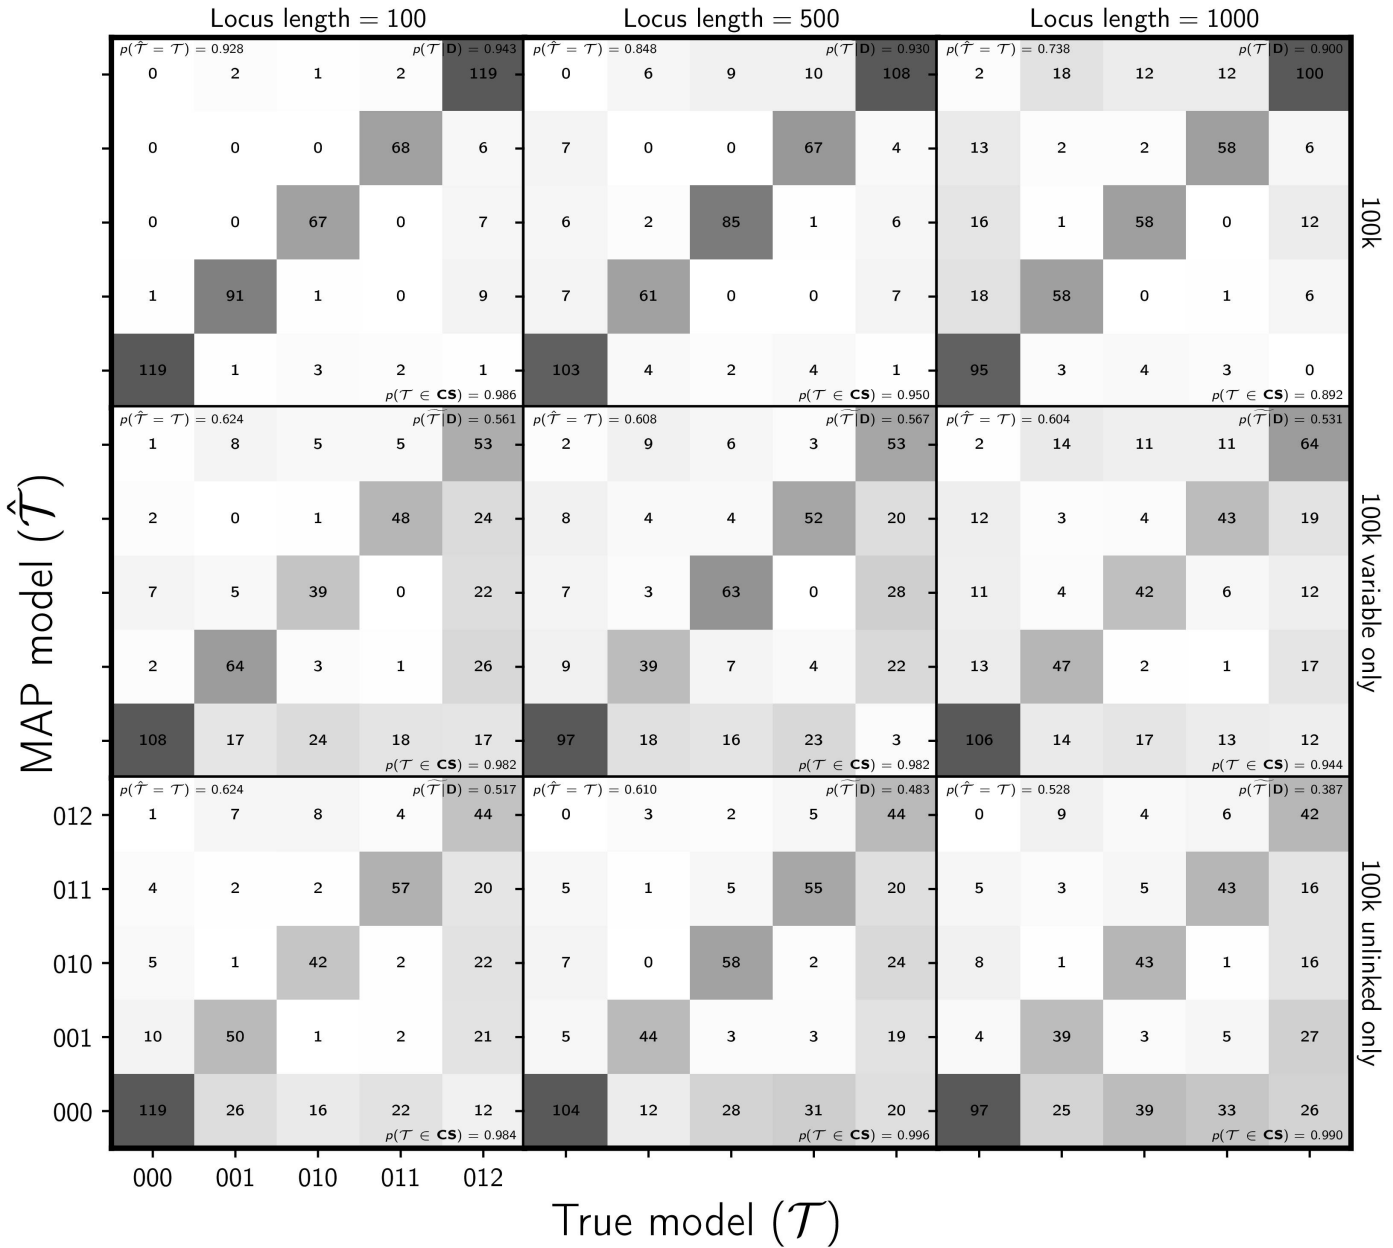 Locus length = 100 Locus length = 500 Locus length = 1000
p(𝒯̂ = 𝒯) = 0.928 p(𝒯|D) = 0.943 p(𝒯̂ = 𝒯) = 0.848 p(𝒯|D) = 0.930 p(𝒯̂ = 𝒯) = 0.738 p(𝒯|D) = 0.900
0 2 1 2 119 0 6 9 10 108 2 18 12 12 100
0 0 0 68 6 7 0 0 67 4 13 2 2 58 6
0 0 67 0 7 6 2 85 1 6 16 1 58 0 12
1 91 1 0 9 7 61 0 0 7 18 58 0 1 6
119 1 3 2 1 103 4 2 4 1 95 3 4 3 0
p(𝒯 ∈ CS) = 0.986 p(𝒯 ∈ CS) = 0.950 p(𝒯 ∈ CS) = 0.892
100k
p(𝒯̂ = 𝒯) = 0.624 p(𝒯|D) = 0.561 p(𝒯̂ = 𝒯) = 0.608 p(𝒯|D) = 0.567 p(𝒯̂ = 𝒯) = 0.604 p(𝒯|D) = 0.531
1 8 5 5 53 2 9 6 3 53 2 14 11 11 64
2 0 1 48 24 8 4 4 52 20 12 3 4 43 19
7 5 39 0 22 7 3 63 0 28 11 4 42 6 12
2 64 3 1 26 9 39 7 4 22 13 47 2 1 17
108 17 24 18 17 97 18 16 23 3 106 14 17 13 12
p(𝒯 ∈ CS) = 0.982 p(𝒯 ∈ CS) = 0.982 p(𝒯 ∈ CS) = 0.944
100k variable only
MAP model (𝒯̂)
p(𝒯̂ = 𝒯) = 0.624 p(𝒯|D) = 0.517 p(𝒯̂ = 𝒯) = 0.610 p(𝒯|D) = 0.483 p(𝒯̂ = 𝒯) = 0.528 p(𝒯|D) = 0.387
012 1 7 8 4 44 0 3 2 5 44 0 9 4 6 42
011 4 2 2 57 20 5 1 5 55 20 5 3 5 43 16
010 5 1 42 2 22 7 0 58 2 24 8 1 43 1 16
001 10 50 1 2 21 5 44 3 3 19 4 39 3 5 27
000 119 26 16 22 12 104 12 28 31 20 97 25 39 33 26
p(𝒯 ∈ CS) = 0.984 p(𝒯 ∈ CS) = 0.996 p(𝒯 ∈ CS) = 0.990
100k unlinked only
000 001 010 011 012
True model (𝒯)